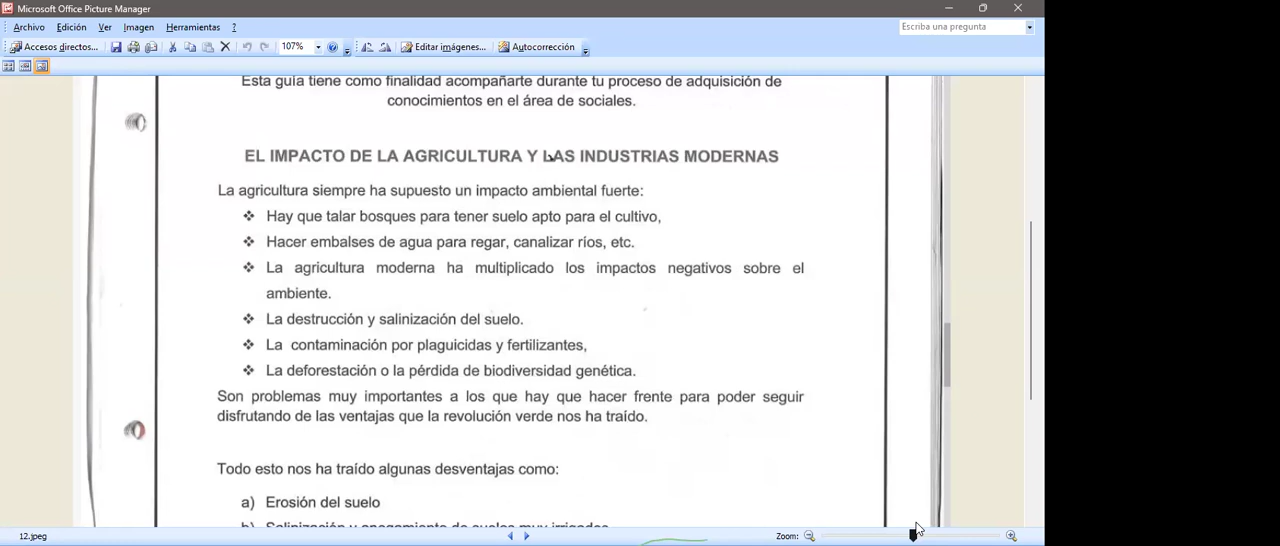 Microsoft Office Picture Manager
Archivo Edición Ver Imagen Herramientas ?
Escriba una pregunta
Accesos directos... 107% Editar imágenes... Autocorrección
Esta guía tiene como finalidad acompañarte durante tu proceso de adquisición de
conocimientos en el área de sociales.
EL IMPACTO DE LA AGRICULTURA Y LAS INDUSTRIAS MODERNAS
La agricultura siempre ha supuesto un impacto ambiental fuerte:
❖ Hay que talar bosques para tener suelo apto para el cultivo,
❖ Hacer embalses de agua para regar, canalizar ríos, etc.
❖ La agricultura moderna ha multiplicado los impactos negativos sobre el
ambiente.
❖ La destrucción y salinización del suelo.
❖ La contaminación por plaguicidas y fertilizantes,
❖ La deforestación o la pérdida de biodiversidad genética.
Son problemas muy importantes a los que hay que hacer frente para poder seguir
disfrutando de las ventajas que la revolución verde nos ha traído.
Todo esto nos ha traído algunas desventajas como:
a) Erosión del suelo
b) Salinización y anegamiento de suelos muy irrigados
12.jpeg Zoom: